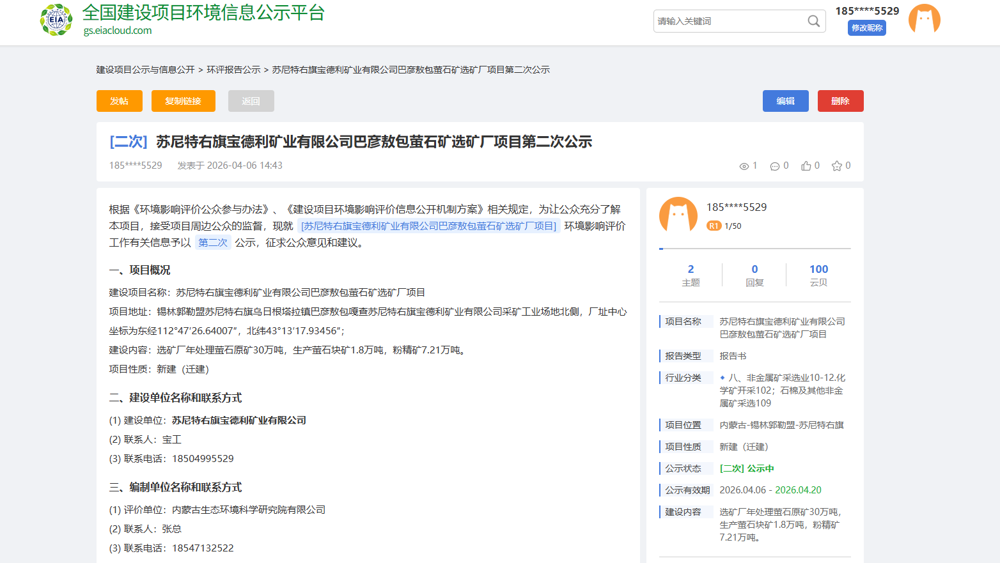 EIA
全国建设项目环境信息公示平台
gs.eiacloud.com
请输入关键词
185****5529
修改昵称
建设项目公示与信息公开 > 环评报告公示 > 苏尼特右旗宝德利矿业有限公司巴彦敖包萤石矿选矿厂项目第二次公示
发帖
复制链接
返回
编辑
删除
[二次] 苏尼特右旗宝德利矿业有限公司巴彦敖包萤石矿选矿厂项目第二次公示
185****5529 发表于 2026-04-06 14:43
1 0 0 0
根据《环境影响评价公众参与办法》、《建设项目环境影响评价信息公开机制方案》相关规定，为让公众充分了解
本项目，接受项目周边公众的监督，现就 [苏尼特右旗宝德利矿业有限公司巴彦敖包萤石矿选矿厂项目] 环境影响评价
工作有关信息予以 第二次 公示，征求公众意见和建议。
一、项目概况
建设项目名称：苏尼特右旗宝德利矿业有限公司巴彦敖包萤石矿选矿厂项目
项目地址：锡林郭勒盟苏尼特右旗乌日根塔拉镇巴彦敖包嘎查苏尼特右旗宝德利矿业有限公司采矿工业场地北侧，厂址中心
坐标为东经112°47′26.64007″，北纬43°13′17.93456″；
建设内容：选矿厂年处理萤石原矿30万吨，生产萤石块矿1.8万吨，粉精矿7.21万吨。
项目性质：新建（迁建）
二、建设单位名称和联系方式
(1) 建设单位：苏尼特右旗宝德利矿业有限公司
(2) 联系人：宝工
(3) 联系电话：18504995529
三、编制单位名称和联系方式
(1) 评价单位：内蒙古生态环境科学研究院有限公司
(2) 联系人：张总
(3) 联系电话：18547132522
185****5529
R1 1/50
2 0 100
主题 回复 云贝
项目名称 苏尼特右旗宝德利矿业有限公司
巴彦敖包萤石矿选矿厂项目
报告类型 报告书
行业分类 八、非金属矿采选业10-12.化
学矿开采102；石棉及其他非金
属矿采选109
项目位置 内蒙古-锡林郭勒盟-苏尼特右旗
项目性质 新建（迁建）
公示状态 [二次] 公示中
公示有效期 2026.04.06 - 2026.04.20
建设内容 选矿厂年处理萤石原矿30万吨，
生产萤石块矿1.8万吨，粉精矿
7.21万吨。